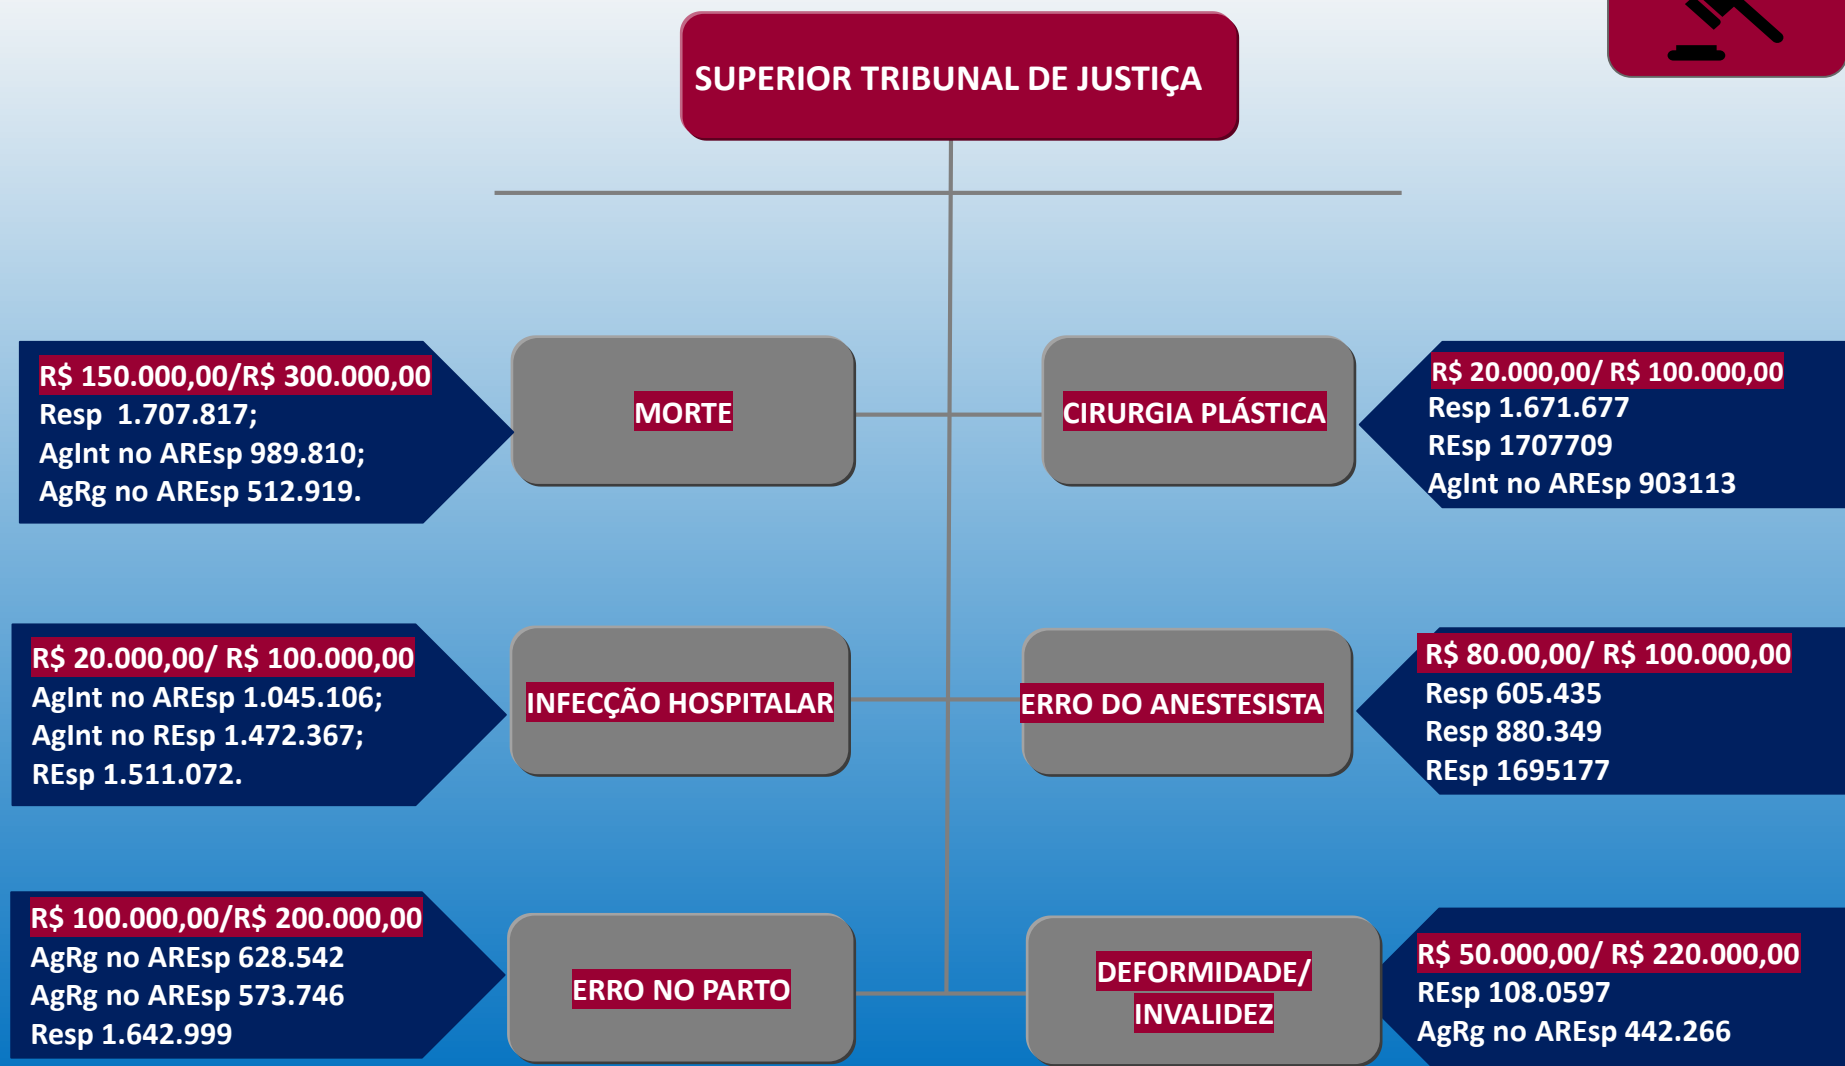 SUPERIOR TRIBUNAL DE JUSTIÇA
R$ 150.000,00/R$ 300.000,00
Resp 1.707.817;
AgInt no AREsp 989.810;
AgRg no AREsp 512.919.
MORTE
CIRURGIA PLÁSTICA
R$ 20.000,00/ R$ 100.000,00
Resp 1.671.677
REsp 1707709
AgInt no AREsp 903113
R$ 20.000,00/ R$ 100.000,00
AgInt no AREsp 1.045.106;
AgInt no REsp 1.472.367;
REsp 1.511.072.
INFECÇÃO HOSPITALAR
ERRO DO ANESTESISTA
R$ 80.00,00/ R$ 100.000,00
Resp 605.435
Resp 880.349
REsp 1695177
R$ 100.000,00/R$ 200.000,00
AgRg no AREsp 628.542
AgRg no AREsp 573.746
Resp 1.642.999
ERRO NO PARTO
DEFORMIDADE/
INVALIDEZ
R$ 50.000,00/ R$ 220.000,00
REsp 108.0597
AgRg no AREsp 442.266